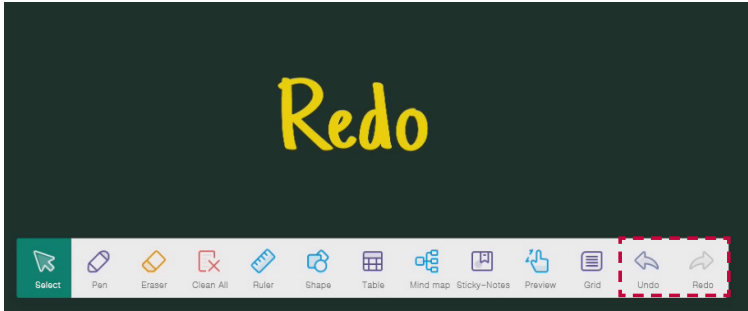 Redo
Select Pen Eraser Clean All Ruler Shape Table Mind map Sticky-Notes Preview Grid Undo Redo